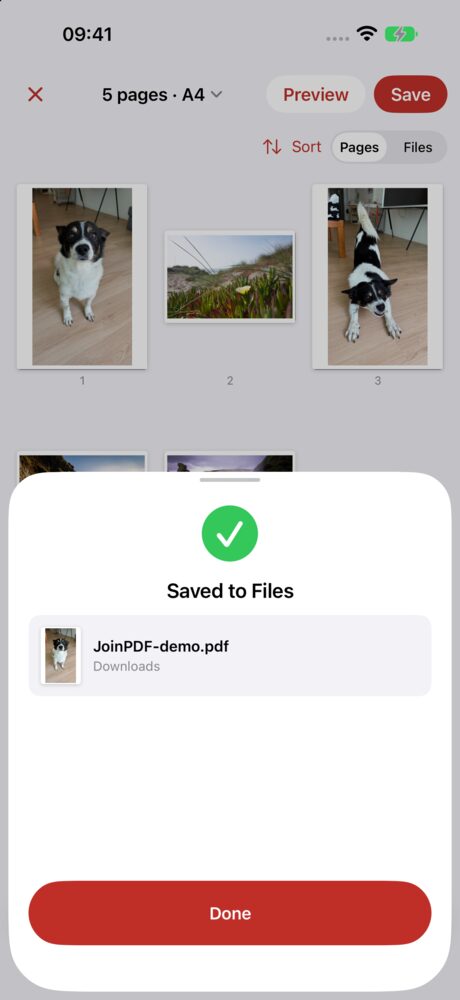 09:41
5 pages · A4
Preview
Save
Sort
Pages
Files
1
2
3
Saved to Files
JoinPDF-demo.pdf
Downloads
Done